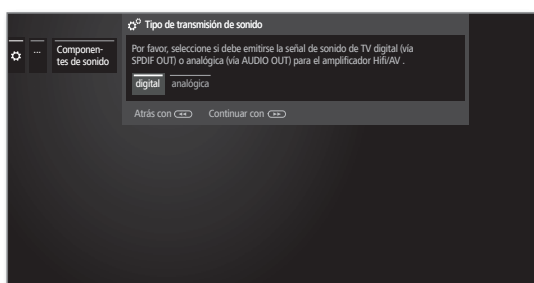 Tipo de transmisión de sonido
...
Componen-
tes de sonido
Por favor, seleccione si debe emitirse la señal de sonido de TV digital (vía
SPDIF OUT) o analógica (vía AUDIO OUT) para el amplificador Hifi/AV .
digital analógica
Atrás con Continuar con